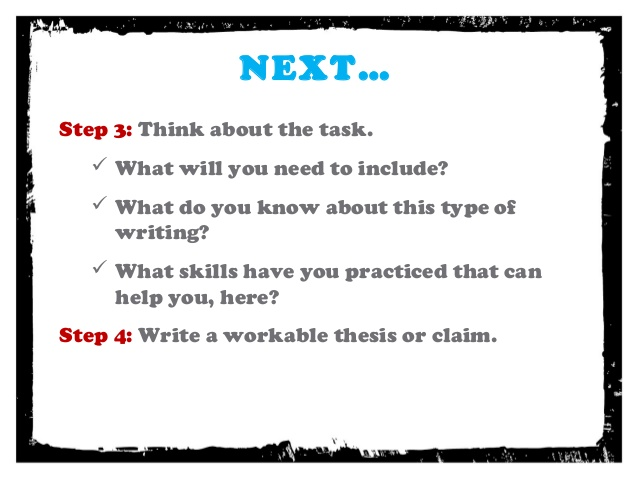 NEXT…
Step 3: Think about the task.
✓ What will you need to include?
✓ What do you know about this type of
writing?
✓ What skills have you practiced that can
help you, here?
Step 4: Write a workable thesis or claim.